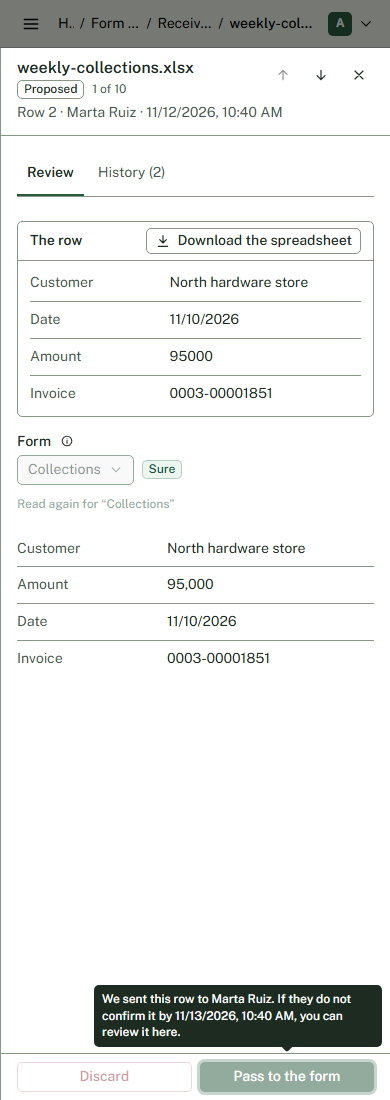 H.. / Form ... / Receiv... / weekly-col... A
weekly-collections.xlsx
Proposed 1 of 10
Row 2 · Marta Ruiz · 11/12/2026, 10:40 AM
Review History (2)
The row Download the spreadsheet
Customer North hardware store
Date 11/10/2026
Amount 95000
Invoice 0003-00001851
Form
Collections Sure
Read again for “Collections”
Customer North hardware store
Amount 95,000
Date 11/10/2026
Invoice 0003-00001851
We sent this row to Marta Ruiz. If they do not
confirm it by 11/13/2026, 10:40 AM, you can
review it here.
Discard Pass to the form